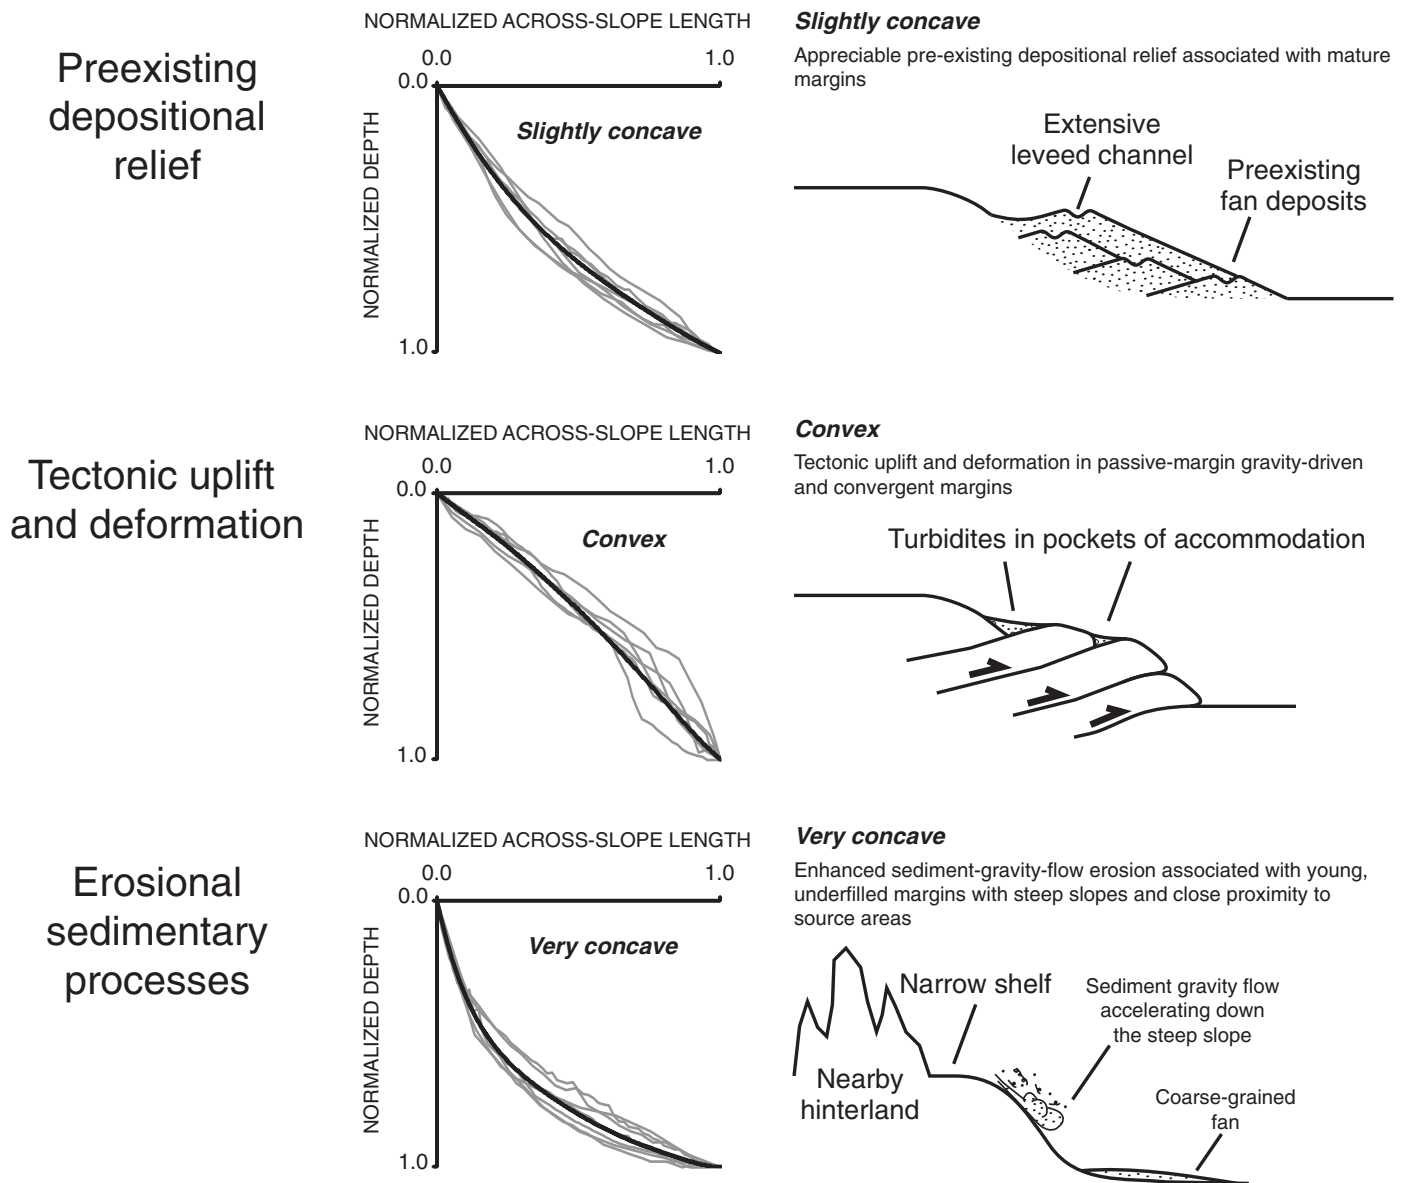 Preexisting
depositional
relief
NORMALIZED ACROSS-SLOPE LENGTH
0.0 1.0
0.0
NORMALIZED DEPTH
Slightly concave
1.0
Slightly concave
Appreciable pre-existing depositional relief associated with mature
margins
Extensive
leveed channel
Preexisting
fan deposits
Tectonic uplift
and deformation
NORMALIZED ACROSS-SLOPE LENGTH
0.0 1.0
0.0
NORMALIZED DEPTH
Convex
1.0
Convex
Tectonic uplift and deformation in passive-margin gravity-driven
and convergent margins
Turbidites in pockets of accommodation
Erosional
sedimentary
processes
NORMALIZED ACROSS-SLOPE LENGTH
0.0 1.0
0.0
NORMALIZED DEPTH
Very concave
1.0
Very concave
Enhanced sediment-gravity-flow erosion associated with young,
underfilled margins with steep slopes and close proximity to
source areas
Narrow shelf
Sediment gravity flow
accelerating down
the steep slope
Nearby
hinterland
Coarse-grained
fan